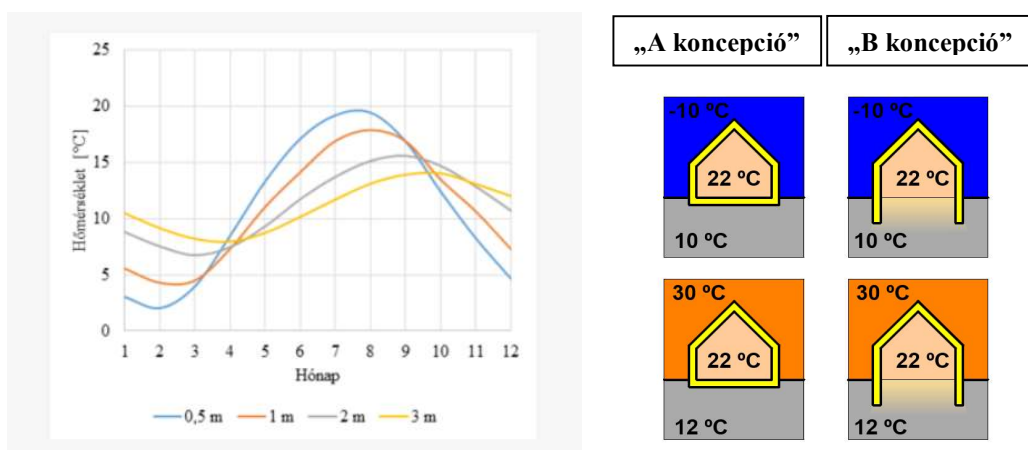 25
20
15
10
5
0
Hőmérséklet [°C]
1 2 3 4 5 6 7 8 9 10 11 12
Hónap
0,5 m 1 m 2 m 3 m
„A koncepció” „B koncepció”
-10 ºC -10 ºC
22 ºC 22 ºC
10 ºC 10 ºC
30 ºC 30 ºC
22 ºC 22 ºC
12 ºC 12 ºC